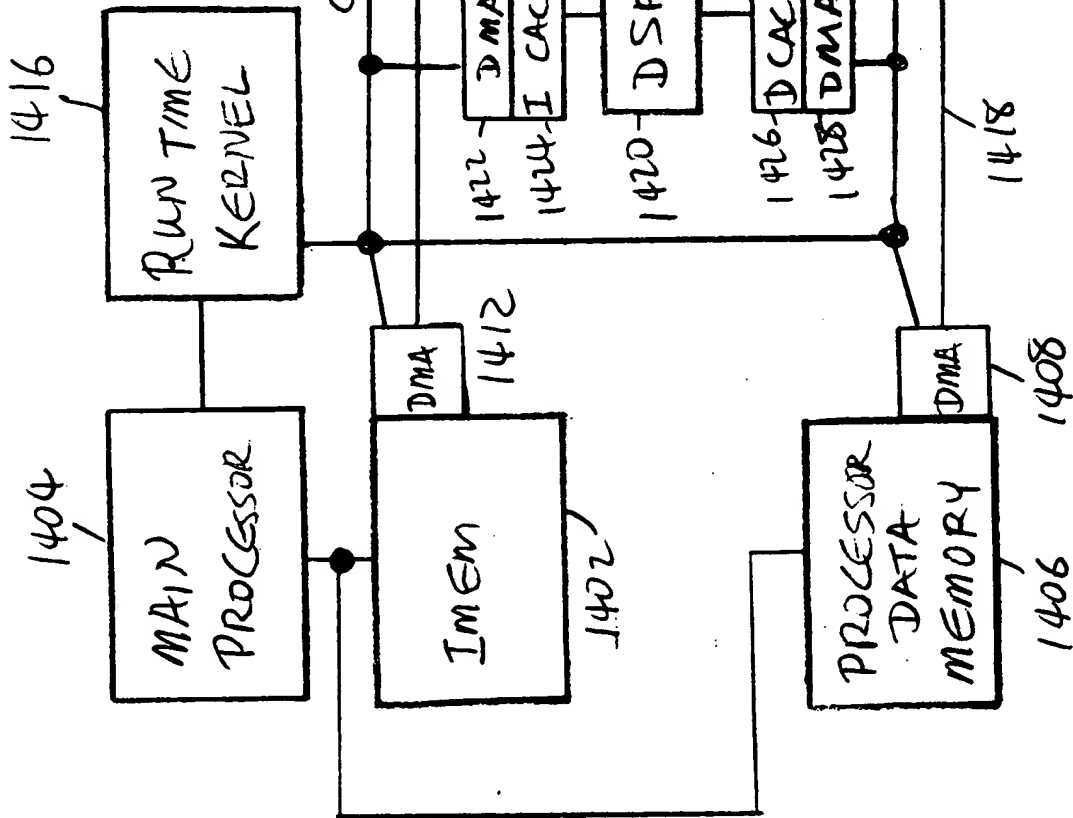 1404
1416
MAIN
PROCESSOR
RUN TIME
KERNEL
IMEM
DMA
1412
1402
1422
DMA
1424
I CAC
1420
DSP
1426
DCAC
1428
DMA
PROCESSOR
DATA
MEMORY
DMA
1408
1406
1418